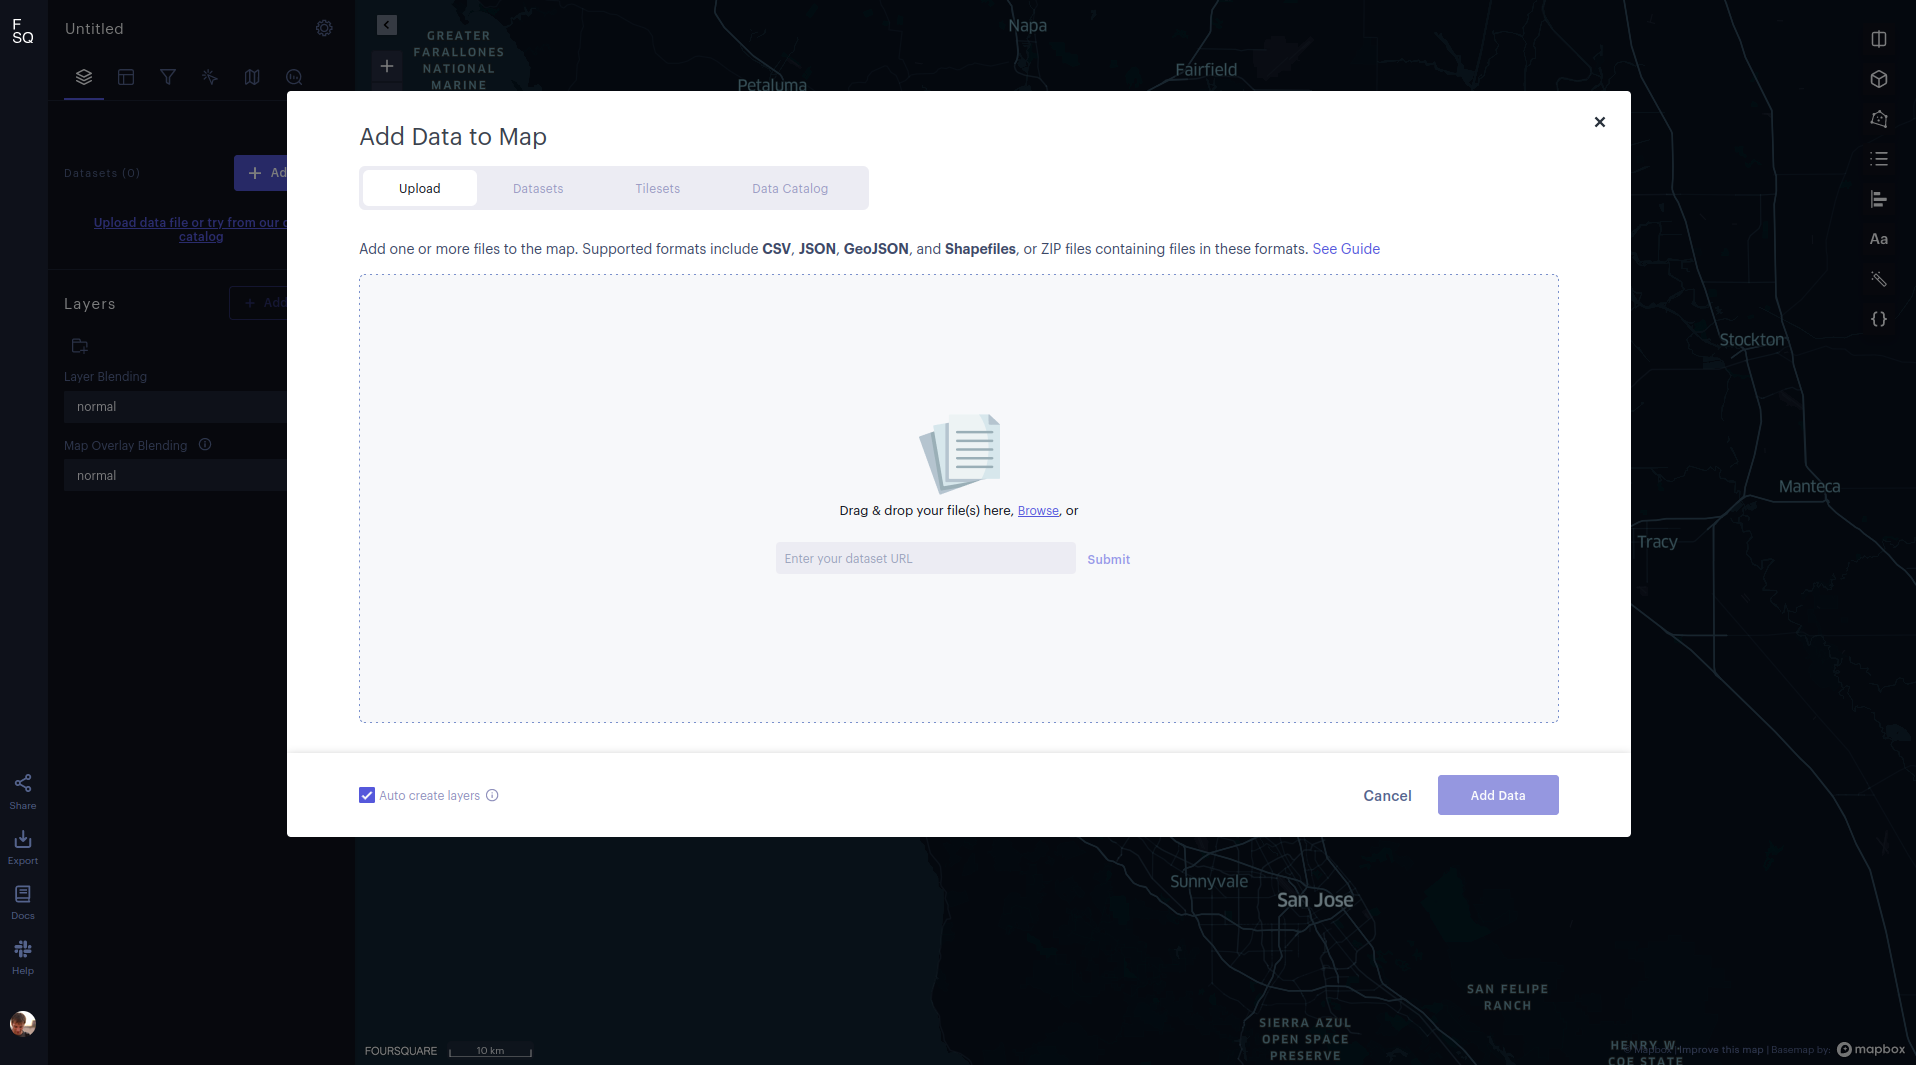 F
SQ
Untitled
Datasets (0)
+ Ad
Upload data file or try from our
catalog
Layers
+ Add
Layer Blending
normal
Map Overlay Blending
normal
Share
Export
Docs
Help
GREATER
FARALLONES
NATIONAL
MARINE
Napa
Petaluma
Fairfield
Add Data to Map
Upload
Datasets
Tilesets
Data Catalog
Add one or more files to the map. Supported formats include CSV, JSON, GeoJSON, and Shapefiles, or ZIP files containing files in these formats. See Guide
Drag & drop your file(s) here, Browse, or
Enter your dataset URL
Submit
Auto create layers
Cancel
Add Data
Aa
Stockton
Manteca
Tracy
Sunnyvale
San Jose
SAN FELIPE
RANCH
SIERRA AZUL
OPEN SPACE
PRESERVE
HENRY W.
COE STATE
FOURSQUARE
10 km
Improve this map | Basemap by:
mapbox